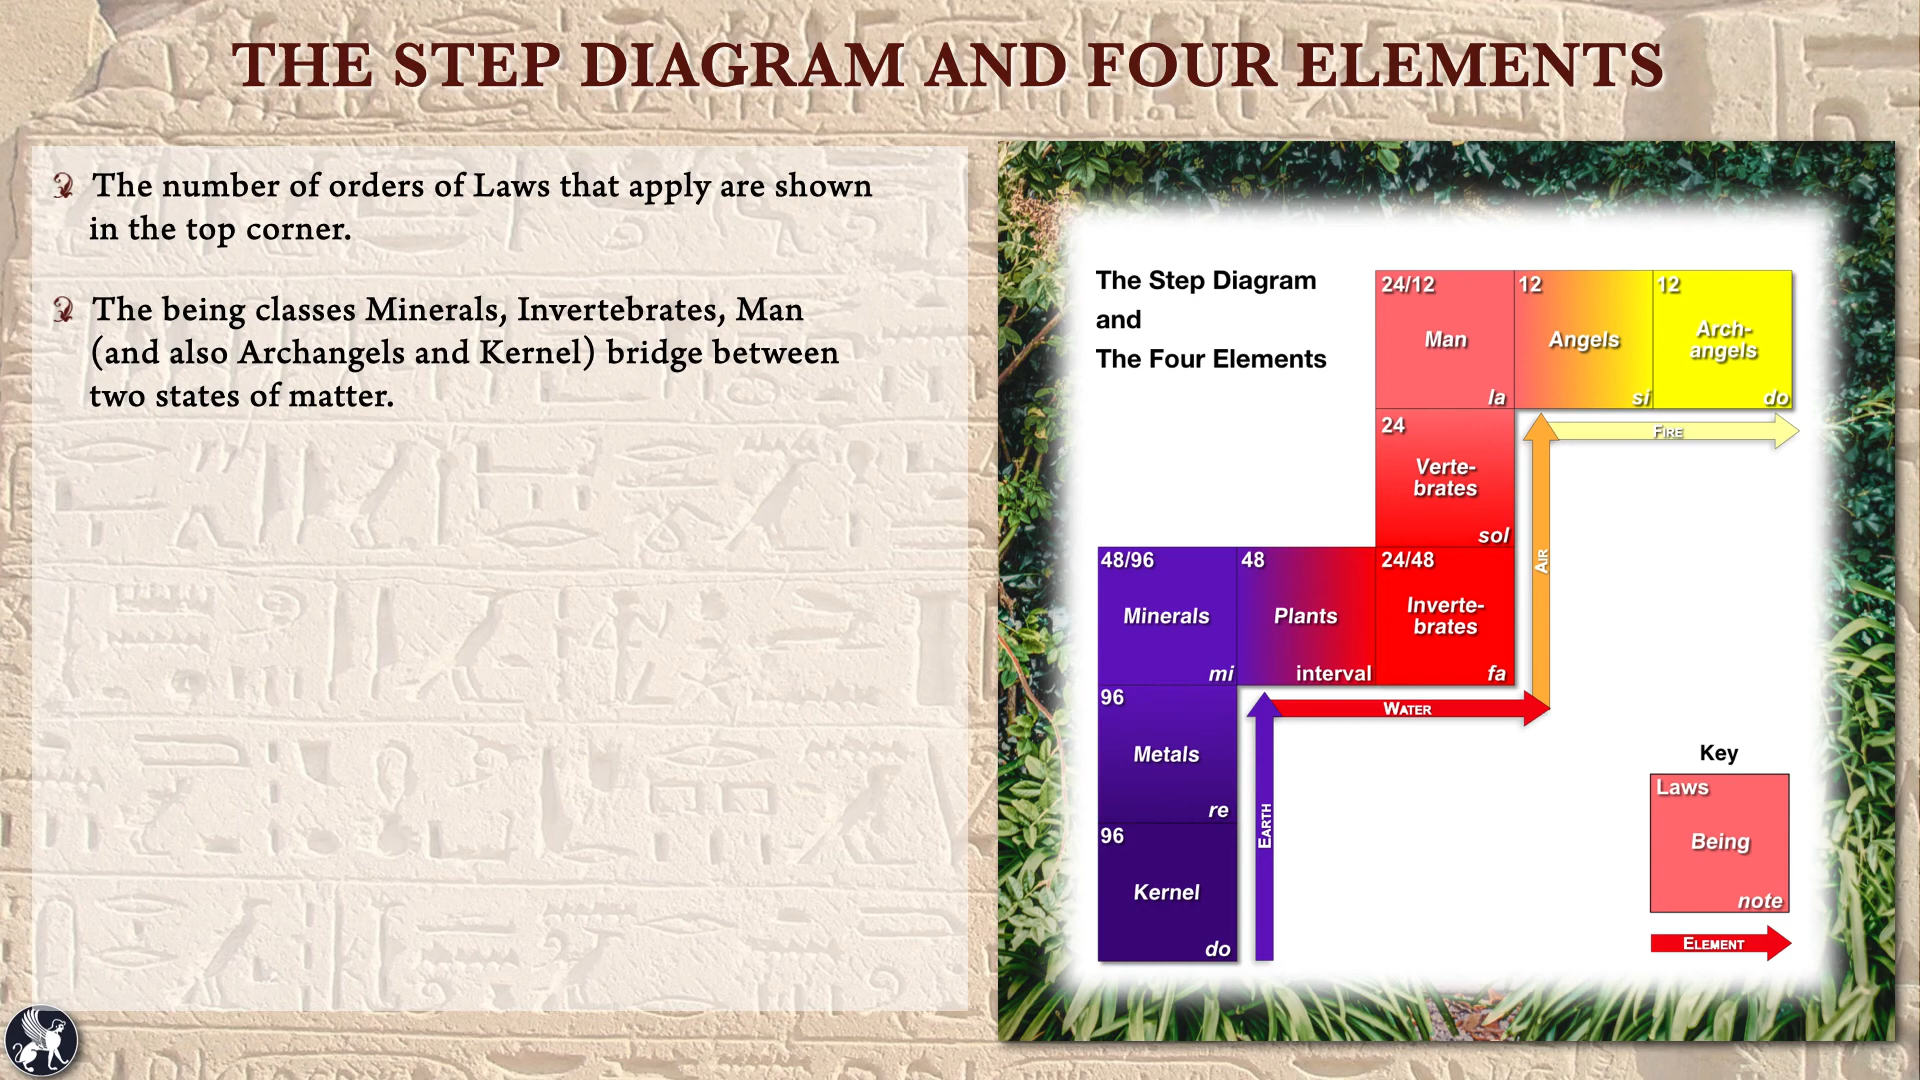 THE STEP DIAGRAM AND FOUR ELEMENTS
The number of orders of Laws that apply are shown
in the top corner.
The being classes Minerals, Invertebrates, Man
(and also Archangels and Kernel) bridge between
two states of matter.
The Step Diagram
and
The Four Elements
24/12
Man
la
12
Angels
si
12
Arch-
angels
do
FIRE
24
Verte-
brates
sol
AIR
48/96
Minerals
mi
48
Plants
interval
24/48
Inverte-
brates
fa
WATER
96
Metals
re
EARTH
96
Kernel
do
Key
Laws
Being
note
ELEMENT